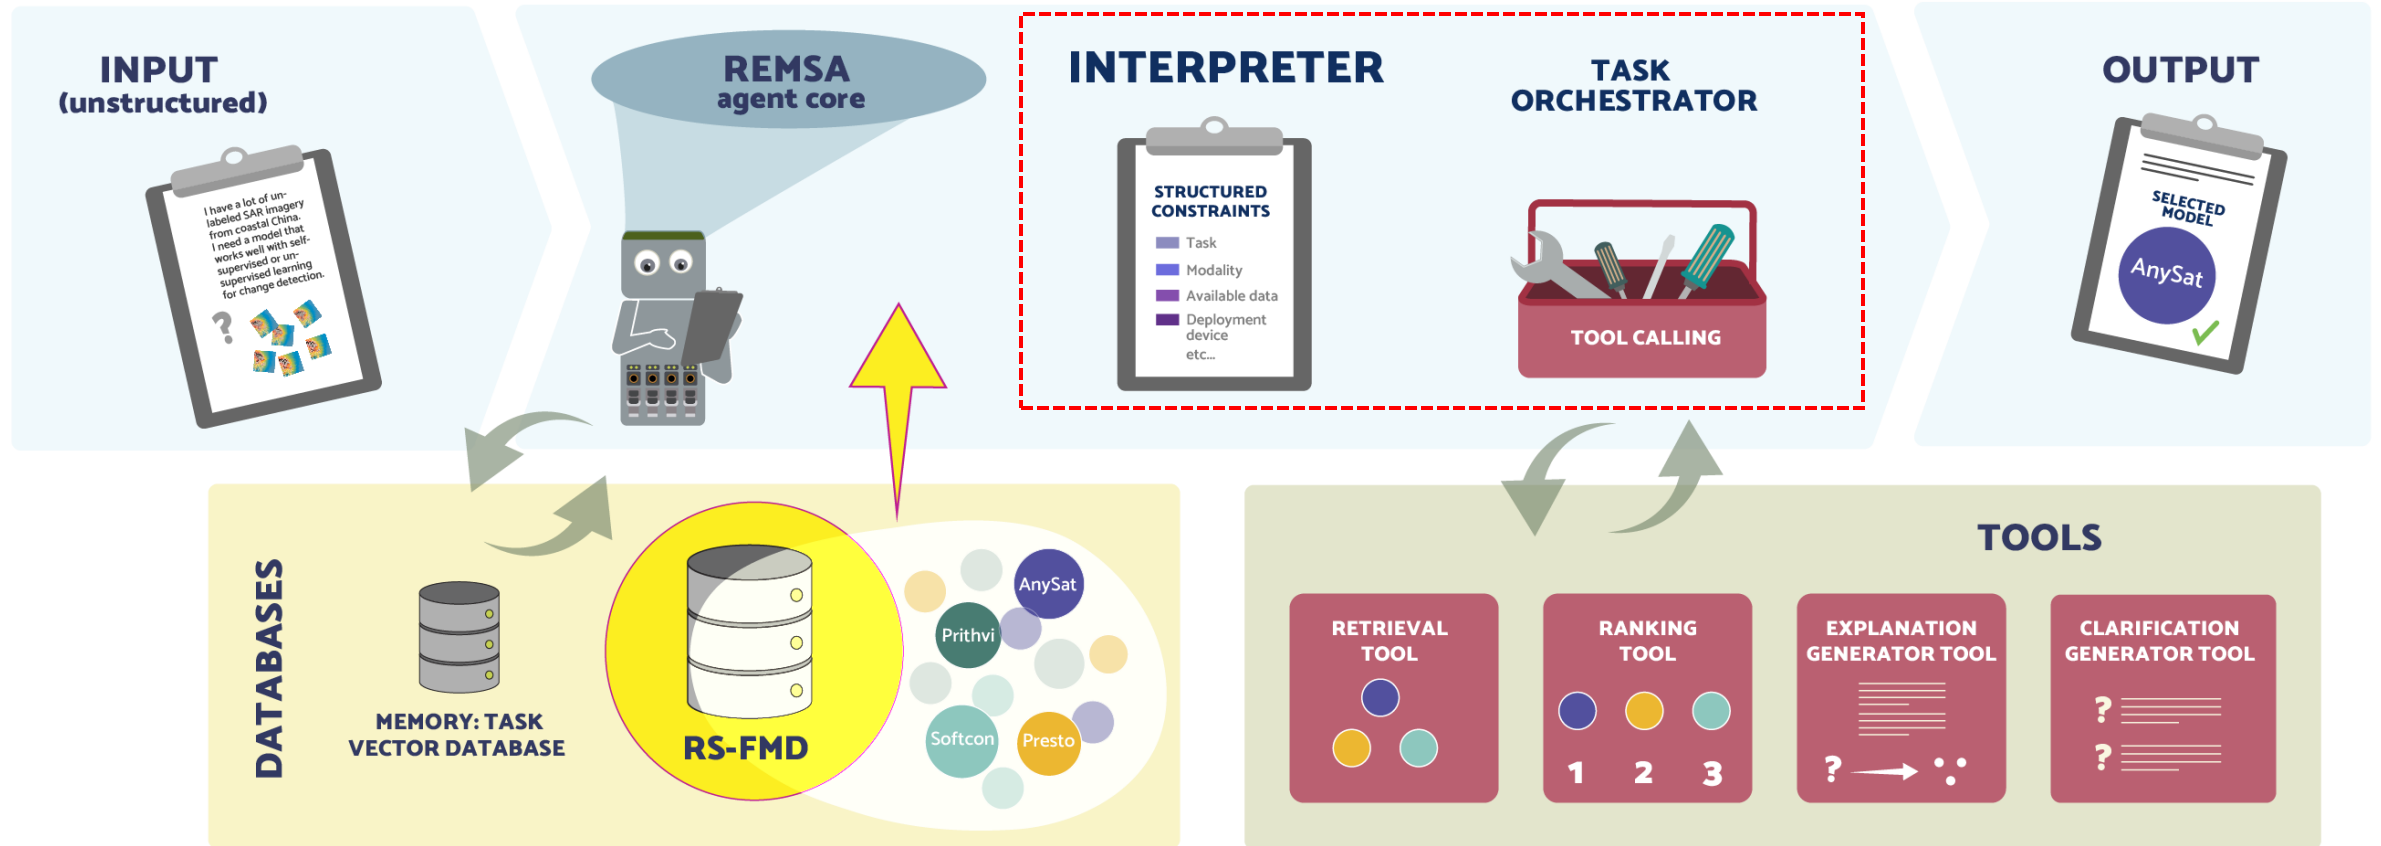 INPUT
(unstructured)
I have a lot of un-
labeled SAR imagery
from coastal China.
I need a model that
works well with self-
supervised or un-
supervised learning
for change detection.
?
REMSA
agent core
INTERPRETER
STRUCTURED
CONSTRAINTS
Task
Modality
Available data
Deployment
device
etc...
TASK
ORCHESTRATOR
TOOL CALLING
OUTPUT
SELECTED
MODEL
AnySat
DATABASES
MEMORY: TASK
VECTOR DATABASE
RS-FMD
AnySat
Prithvi
Softcon
Presto
TOOLS
RETRIEVAL
TOOL
RANKING
TOOL
1 2 3
EXPLANATION
GENERATOR TOOL
?
CLARIFICATION
GENERATOR TOOL
?
?